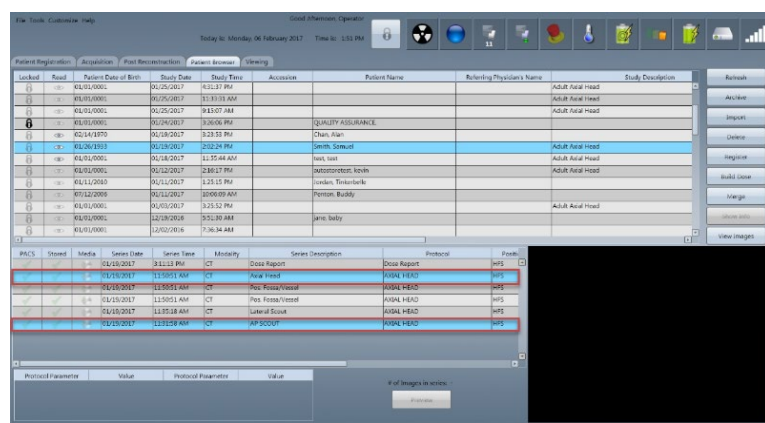 File Tools Customize Help
Good Afternoon, Operator
Today is: Monday, 06 February 2017 Time is: 1:51 PM
11
Patient Registration Acquisition Post Reconstruction Patient Browser Viewing
Locked Read Patient Date of Birth Study Date Study Time Accession Patient Name Referring Physician's Name Study Description
01/01/0001 01/25/2017 4:31:37 PM Adult Axial Head
01/01/0001 01/25/2017 11:33:31 AM Adult Axial Head
01/01/0001 01/25/2017 9:15:07 AM Adult Axial Head
01/01/0001 01/24/2017 3:26:06 PM QUALITY ASSURANCE,
02/14/1970 01/19/2017 3:23:53 PM Chan, Alan
01/26/1953 01/19/2017 2:02:24 PM Smith, Samuel Adult Axial Head
01/01/0001 01/18/2017 11:35:44 AM test, test Adult Axial Head
01/01/0001 01/12/2017 2:16:17 PM autostoretest, kevin Adult Axial Head
01/11/2010 01/11/2017 1:25:15 PM Jordan, Tinkerbelle
07/12/2008 01/11/2017 10:06:09 AM Penton, Buddy
01/01/0001 01/03/2017 3:25:52 PM Adult Axial Head
01/01/0001 12/19/2016 5:51:30 AM jane, baby
01/01/0001 12/02/2016 7:36:34 AM
Refresh
Archive
Import
Delete
Register
Build Dose
Merge
View Images
PACS Stored Media Series Date Series Time Modality Series Description Protocol
01/19/2017 3:11:13 PM CT Dose Report Dose Report HFS
01/19/2017 11:50:51 AM CT Axial Head AXIAL HEAD HFS
01/19/2017 11:50:51 AM CT Pos. Fossa/Vessel AXIAL HEAD HFS
01/19/2017 11:50:51 AM CT Pos. Fossa/Vessel AXIAL HEAD HFS
01/19/2017 11:35:18 AM CT Lateral Scout AXIAL HEAD HFS
01/19/2017 11:31:58 AM CT AP SCOUT AXIAL HEAD HFS
Protocol Parameter Value Protocol Parameter Value
# of Images in series: -
Preview